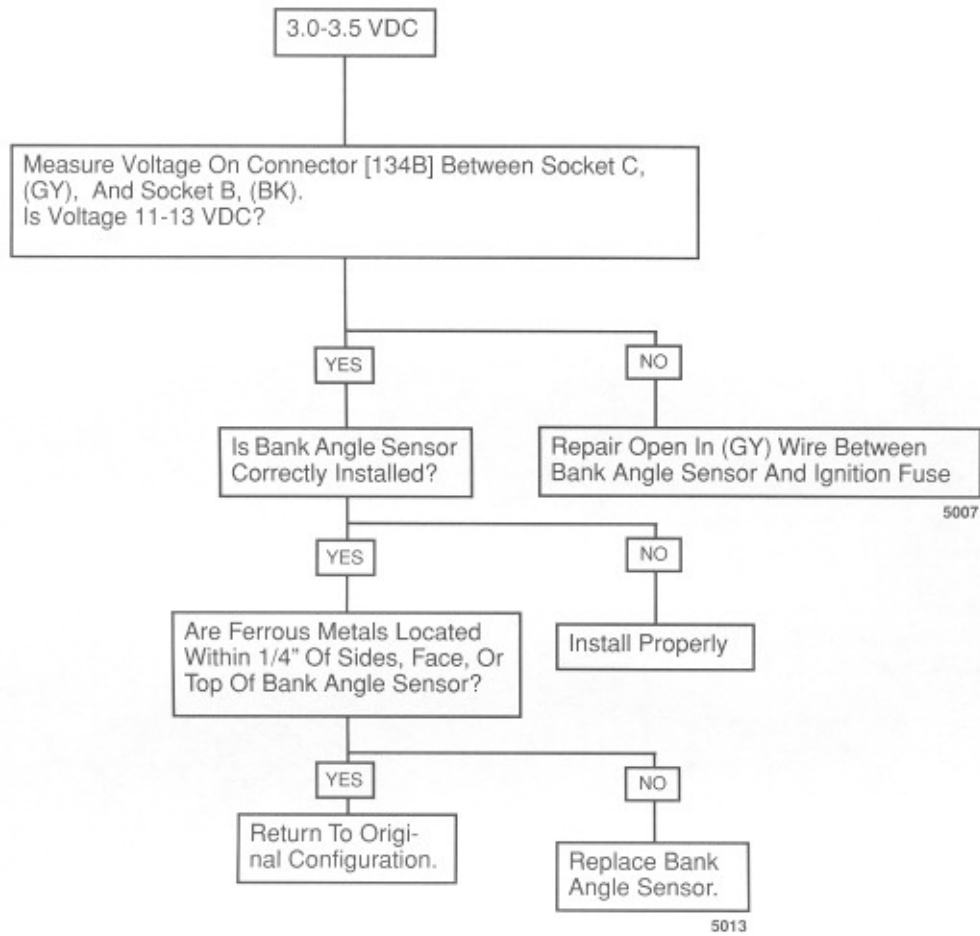 3.0-3.5 VDC
Measure Voltage On Connector [134B] Between Socket C,
(GY), And Socket B, (BK).
Is Voltage 11-13 VDC?
YES
NO
Is Bank Angle Sensor
Correctly Installed?
Repair Open In (GY) Wire Between
Bank Angle Sensor And Ignition Fuse
5007
YES
NO
Are Ferrous Metals Located
Within 1/4" Of Sides, Face, Or
Top Of Bank Angle Sensor?
Install Properly
YES
NO
Return To Origi-
nal Configuration.
Replace Bank
Angle Sensor.
5013